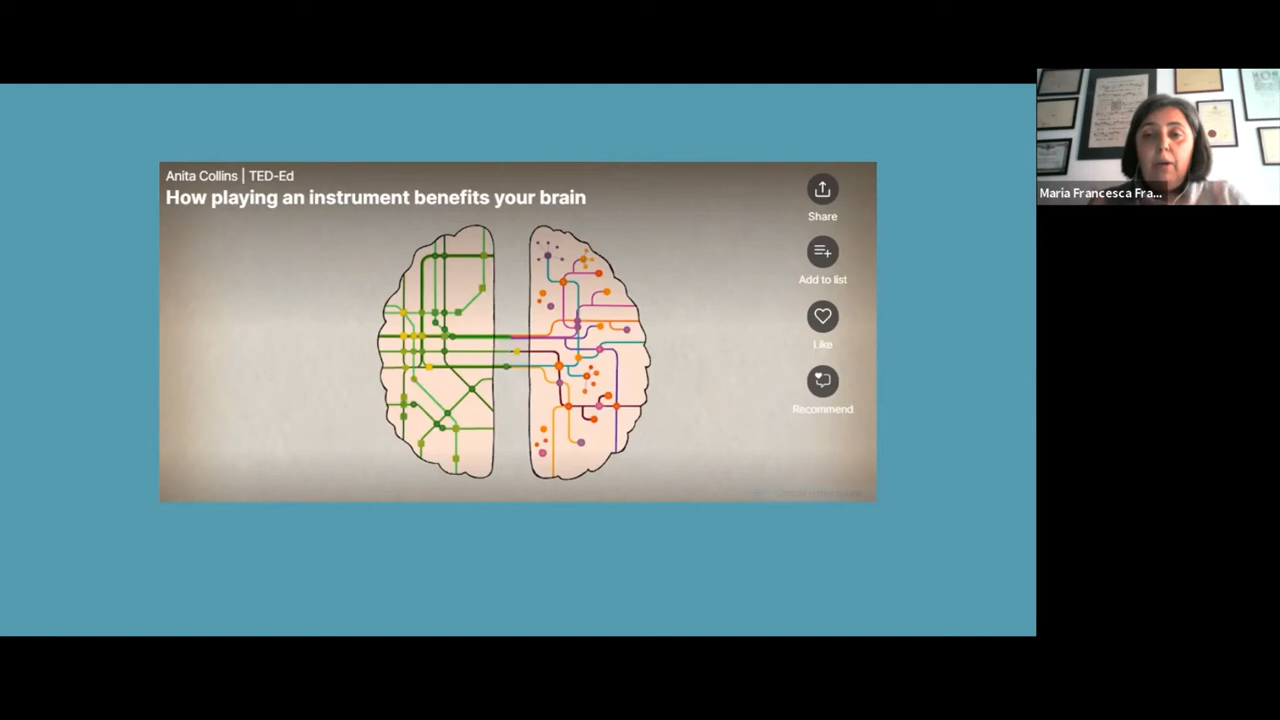 Anita Collins | TED-Ed
How playing an instrument benefits your brain
Share
Add to list
Like
Recommend
Maria Francesca Fra...